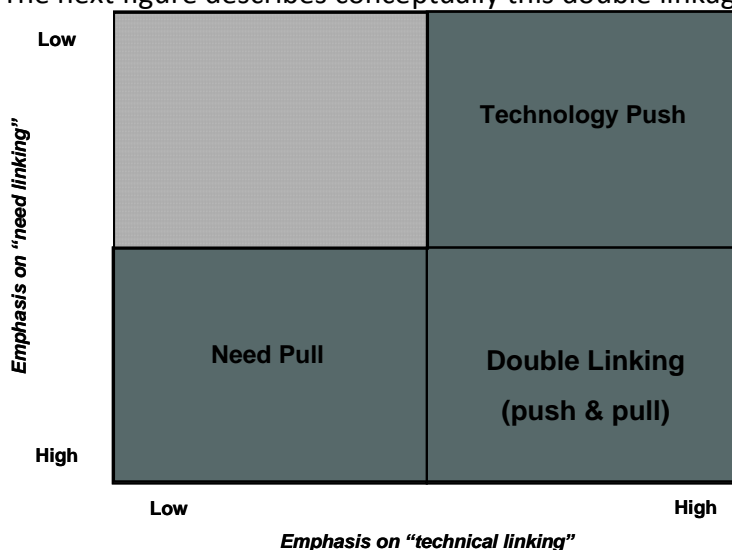 The next figure describes conceptually this double linkag
Low
Technology Push
Emphasis on “need linking”
Need Pull
Double Linking
(push & pull)
High
Low
High
Emphasis on “technical linking”